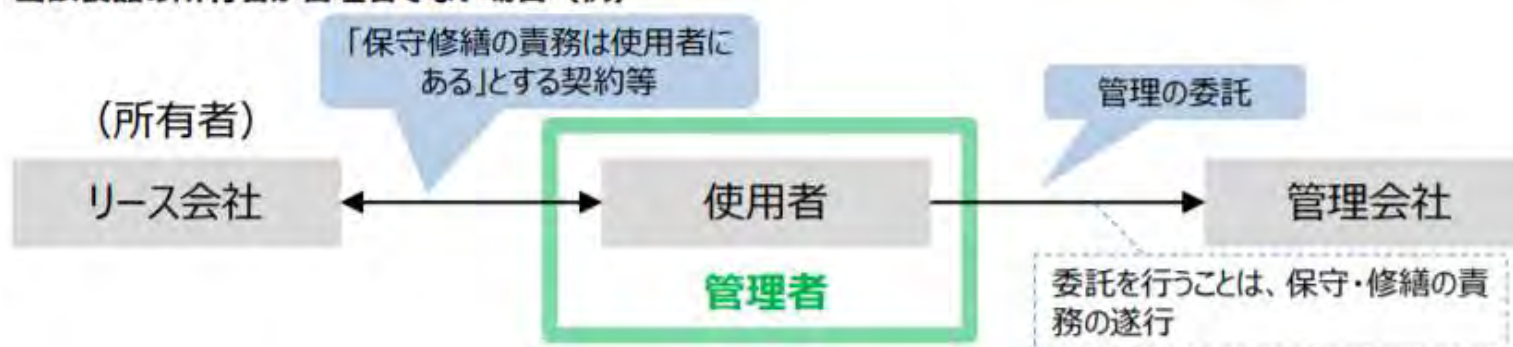 「保守修繕の責務は使用者に
ある」とする契約等
管理の委託
（所有者）
リース会社
使用者
管理会社
管理者
委託を行うことは、保守・修繕の責
務の遂行